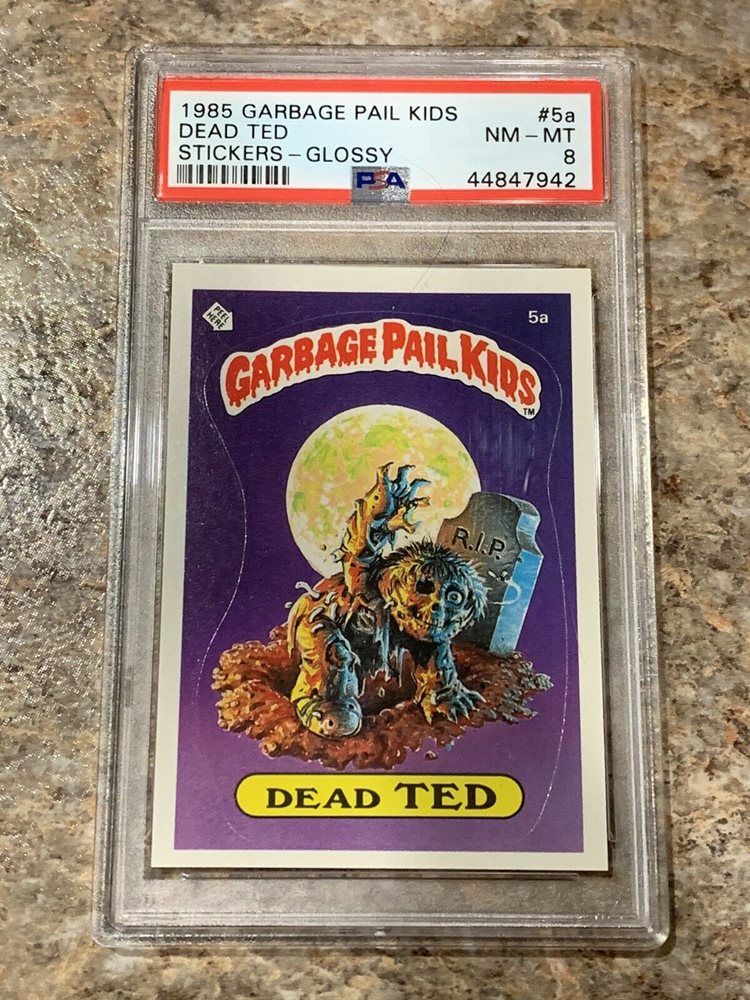 1985 GARBAGE PAIL KIDS #5a
DEAD TED NM-MT
STICKERS-GLOSSY 8
PSA 44847942
PEEL HERE
5a
GARBAGE PAIL KIDS
TM
R.I.P.
DEAD TED